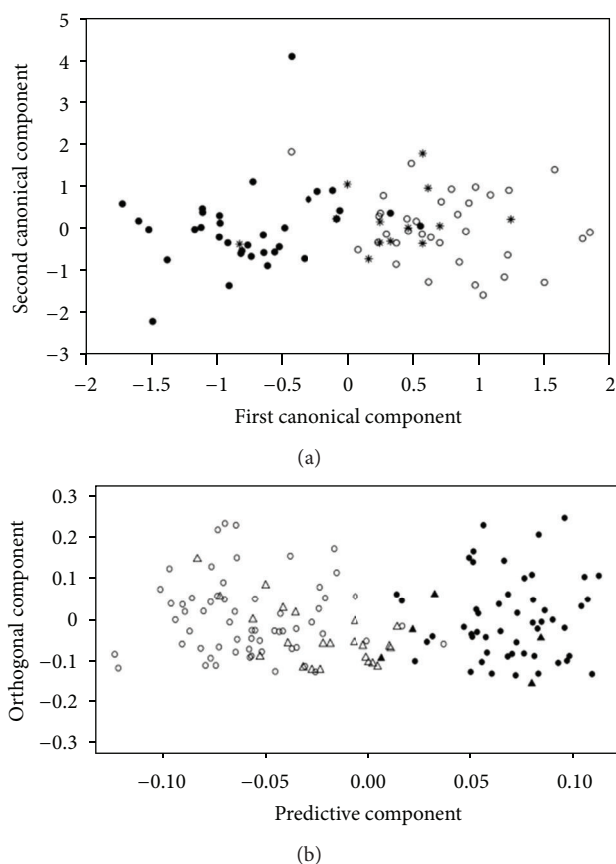 5
4
3
2
1
0
−1
−2
−3
Second canonical component
−2 −1.5 −1 −0.5 0 0.5 1 1.5 2
First canonical component
(a)
0.3
0.2
0.1
0
−0.1
−0.2
−0.3
Orthogonal component
−0.10 −0.05 0.00 0.05 0.10
Predictive component
(b)